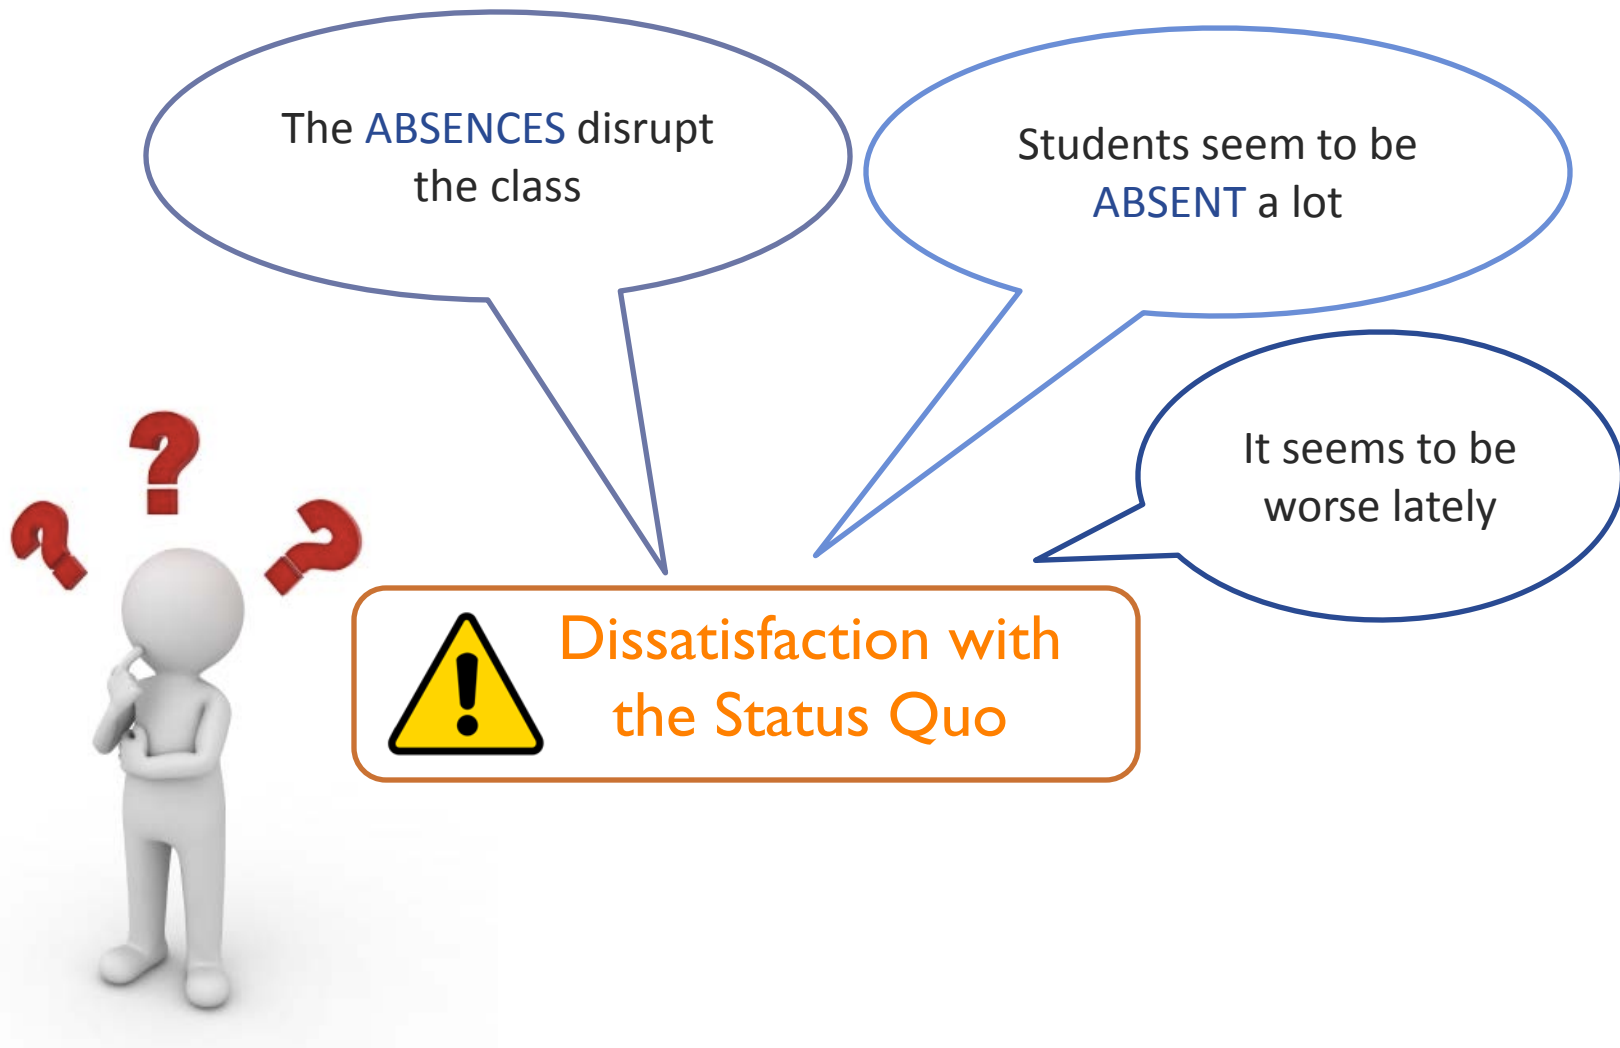 The ABSENCES disrupt
the class
Students seem to be
ABSENT a lot
It seems to be
worse lately
Dissatisfaction with
the Status Quo